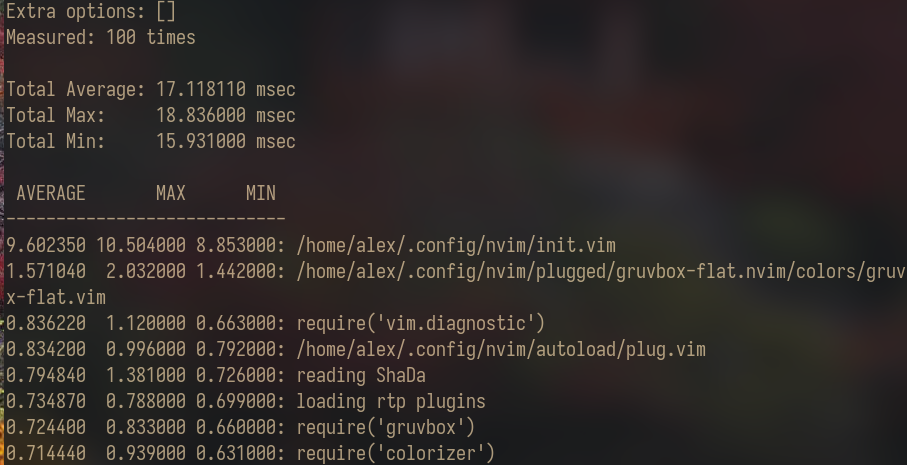 Extra options: []
Measured: 100 times
Total Average: 17.118110 msec
Total Max:     18.836000 msec
Total Min:     15.931000 msec
 AVERAGE       MAX      MIN
----------------------------
9.602350 10.504000 8.853000: /home/alex/.config/nvim/init.vim
1.571040  2.032000 1.442000: /home/alex/.config/nvim/plugged/gruvbox-flat.nvim/colors/gruv
x-flat.vim
0.836220  1.120000 0.663000: require('vim.diagnostic')
0.834200  0.996000 0.792000: /home/alex/.config/nvim/autoload/plug.vim
0.794840  1.381000 0.726000: reading ShaDa
0.734870  0.788000 0.699000: loading rtp plugins
0.724400  0.833000 0.660000: require('gruvbox')
0.714440  0.939000 0.631000: require('colorizer')